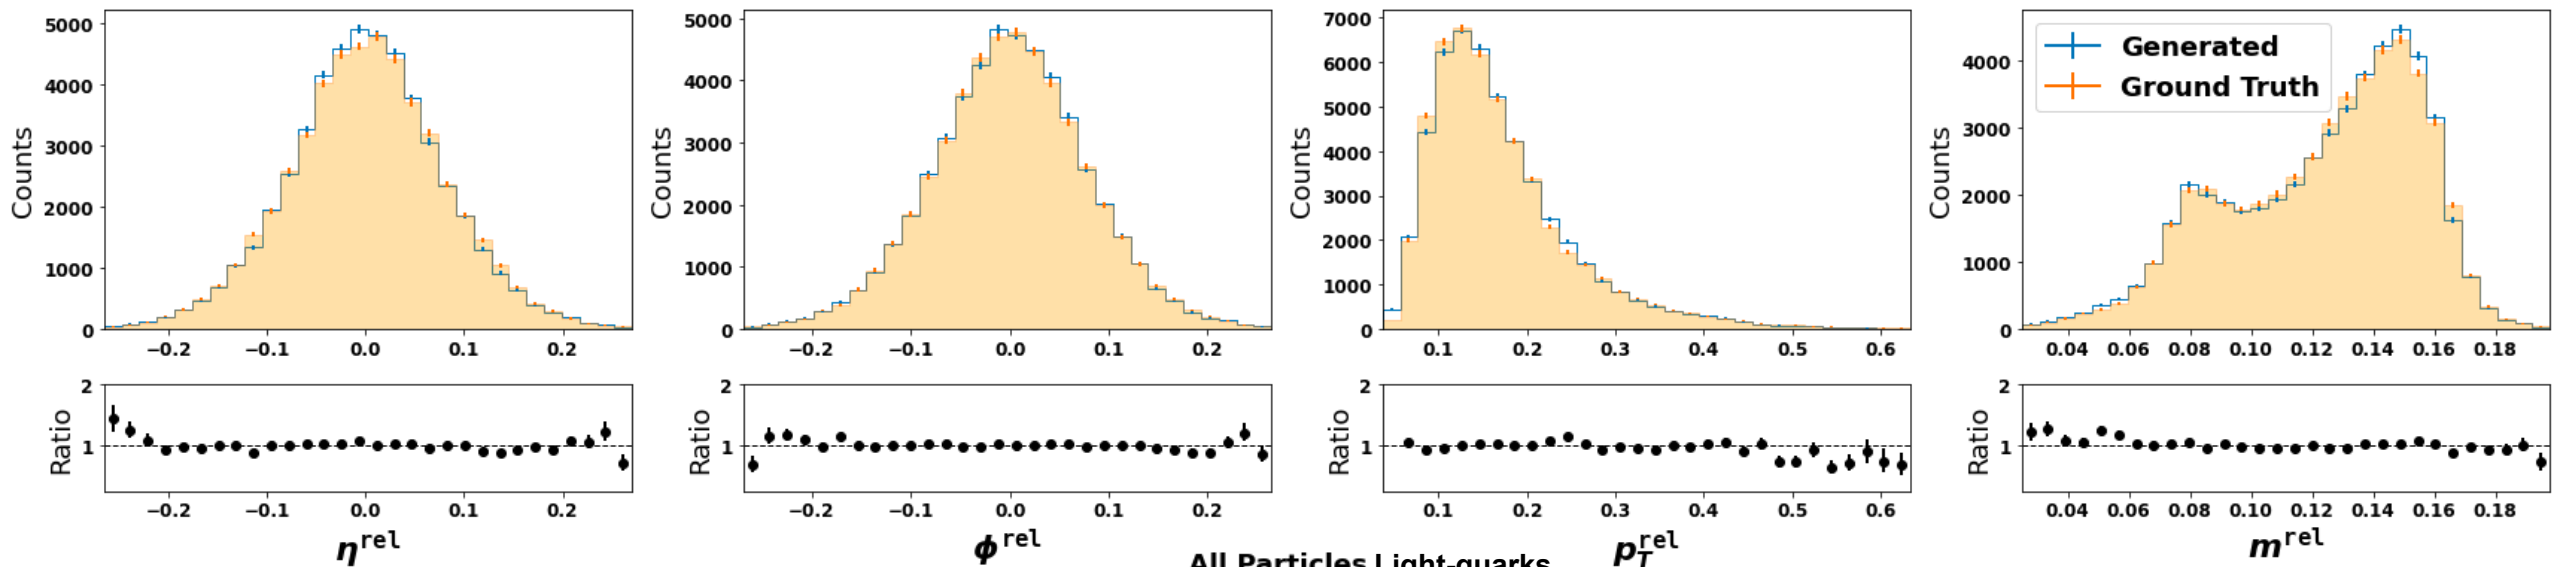 5000
4000
3000
2000
1000
0
Counts
−0.2 −0.1 0.0 0.1 0.2
2
1
Ratio
−0.2 −0.1 0.0 0.1 0.2
η^rel
5000
4000
3000
2000
1000
0
Counts
−0.2 −0.1 0.0 0.1 0.2
2
1
Ratio
−0.2 −0.1 0.0 0.1 0.2
ϕ^rel
7000
6000
5000
4000
3000
2000
1000
0
Counts
0.1 0.2 0.3 0.4 0.5 0.6
2
1
Ratio
0.1 0.2 0.3 0.4 0.5 0.6
p_T^rel
Generated
Ground Truth
4000
3000
2000
1000
0
Counts
0.04 0.06 0.08 0.10 0.12 0.14 0.16 0.18
2
1
Ratio
0.04 0.06 0.08 0.10 0.12 0.14 0.16 0.18
m^rel
All Particles Light-quarks